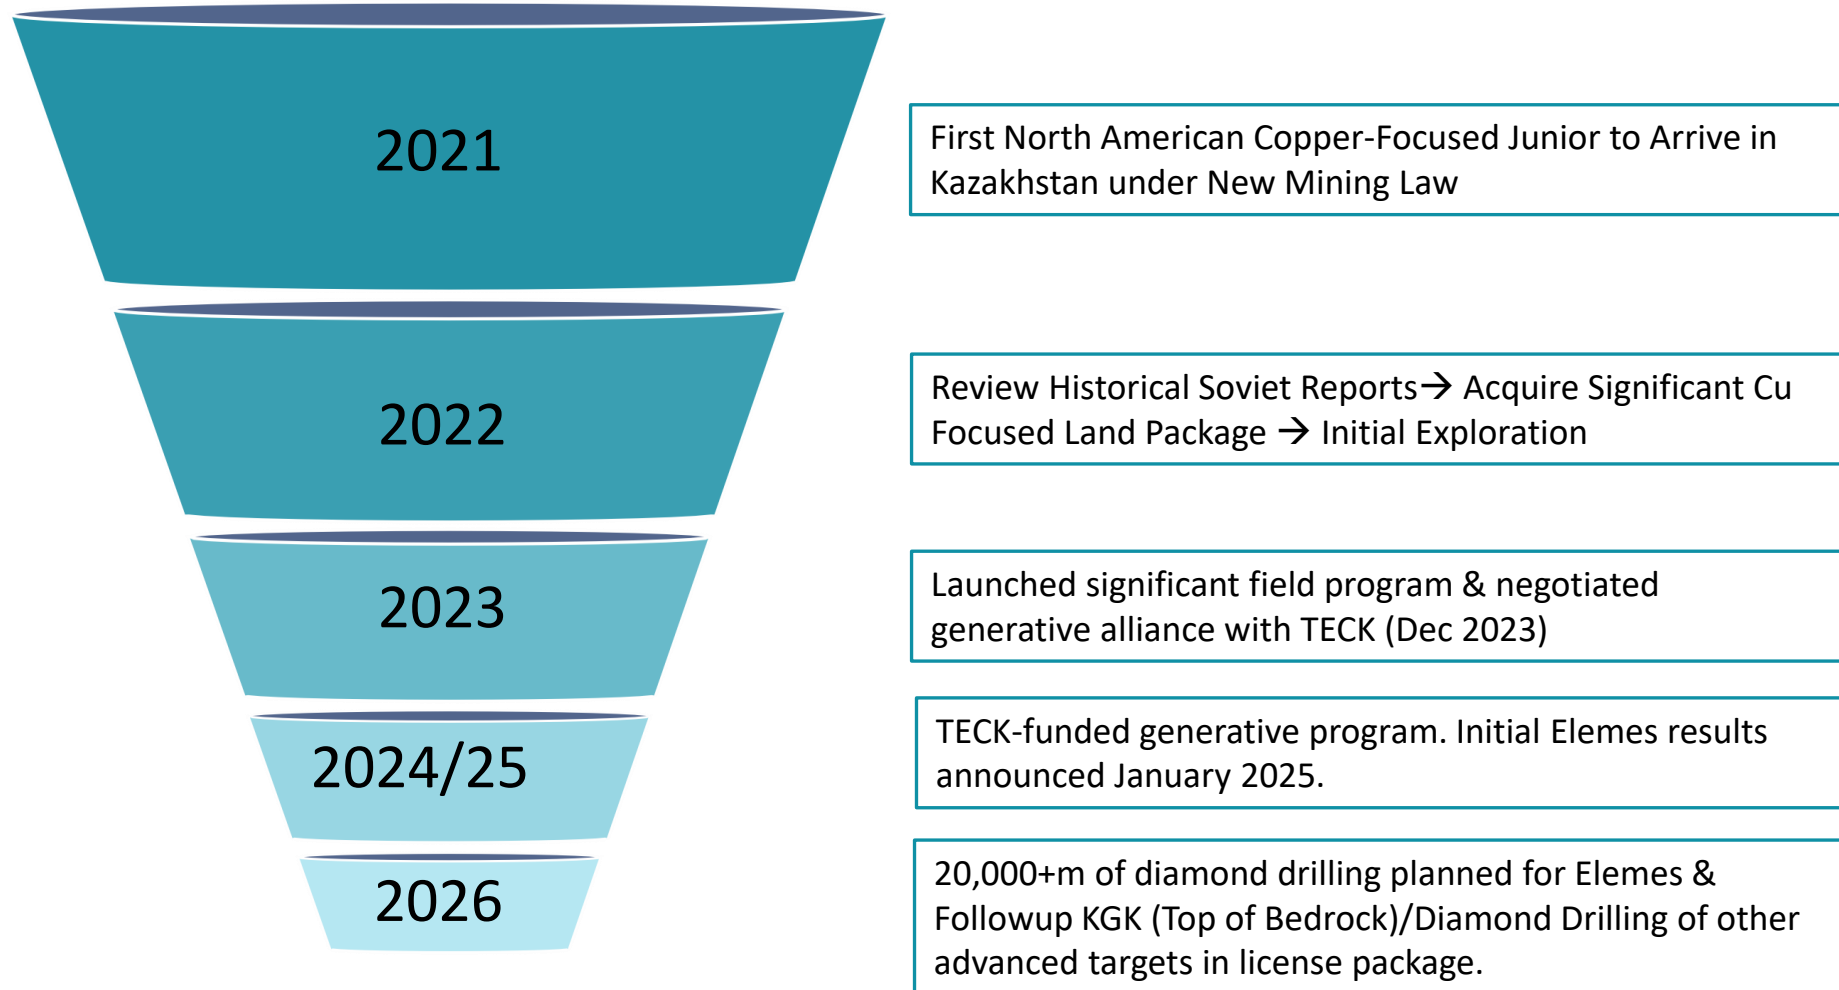 2021
First North American Copper-Focused Junior to Arrive in
Kazakhstan under New Mining Law
2022
Review Historical Soviet Reports→ Acquire Significant Cu
Focused Land Package → Initial Exploration
2023
Launched significant field program & negotiated
generative alliance with TECK (Dec 2023)
2024/25
TECK-funded generative program. Initial Elemes results
announced January 2025.
2026
20,000+m of diamond drilling planned for Elemes &
Followup KGK (Top of Bedrock)/Diamond Drilling of other
advanced targets in license package.